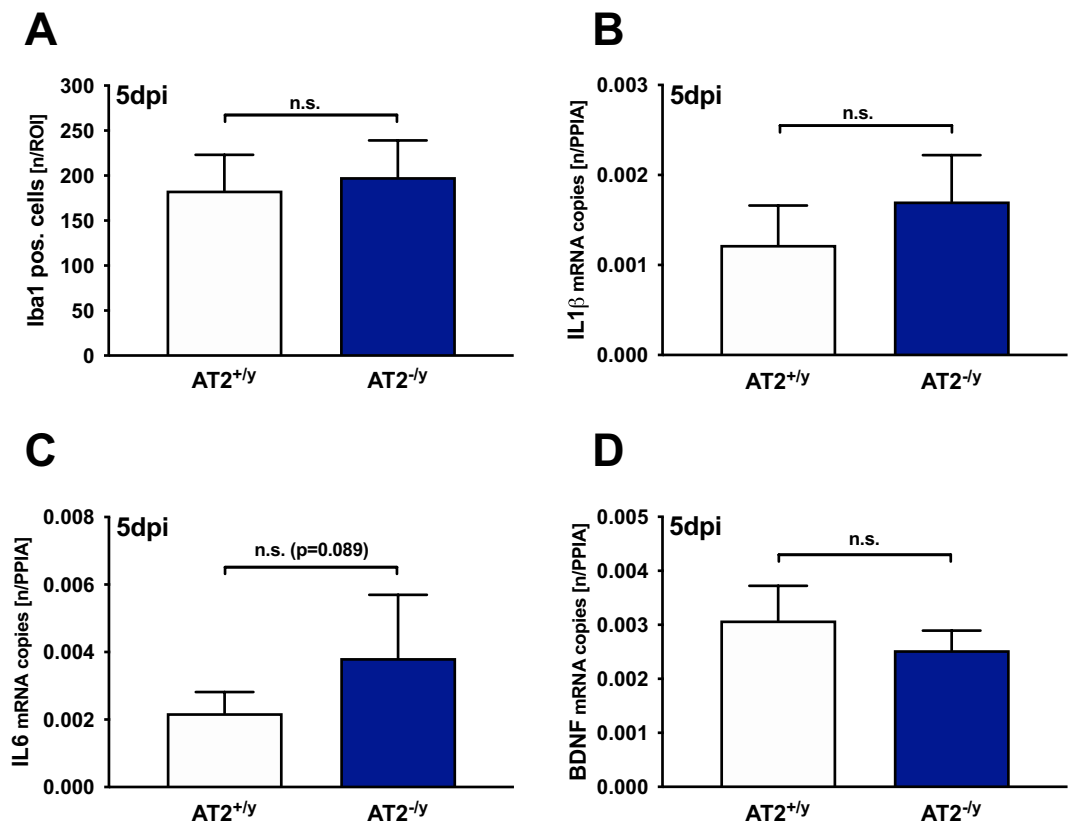 A
5dpi
n.s.
300
250
200
150
100
50
0
Iba1 pos. cells [n/ROI]
AT2+/y
AT2-/y
B
5dpi
n.s.
0.003
0.002
0.001
0.000
IL1β mRNA copies [n/PPIA]
AT2+/y
AT2-/y
C
5dpi
n.s. (p=0.089)
0.008
0.006
0.004
0.002
0.000
IL6 mRNA copies [n/PPIA]
AT2+/y
AT2-/y
D
5dpi
n.s.
0.005
0.004
0.003
0.002
0.001
0.000
BDNF mRNA copies [n/PPIA]
AT2+/y
AT2-/y